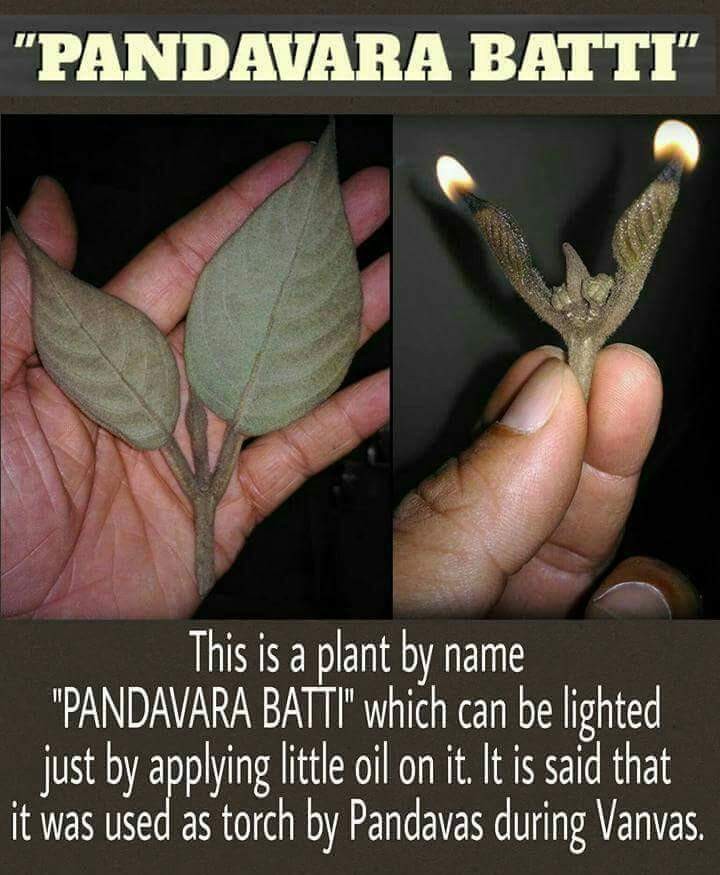 "PANDAVARA BATTI"
This is a plant by name
"PANDAVARA BATTI" which can be lighted
just by applying little oil on it. It is said that
it was used as torch by Pandavas during Vanvas.